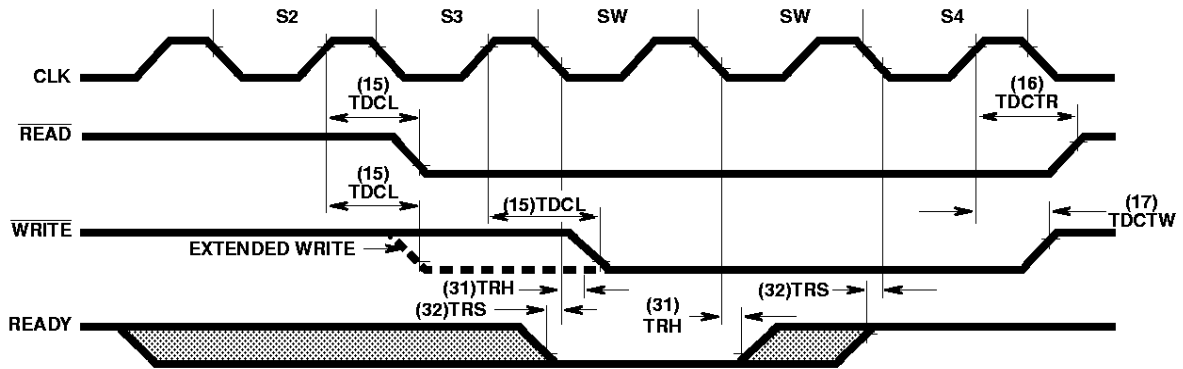 S2 S3 SW SW S4
CLK
(15)
TDCL
(16)
TDCTR
READ
(15)
TDCL
(15)TDCL
(17)
TDCTW
WRITE
EXTENDED WRITE
(31)TRH
(32)TRS
(31)
TRH
(32)TRS
READY